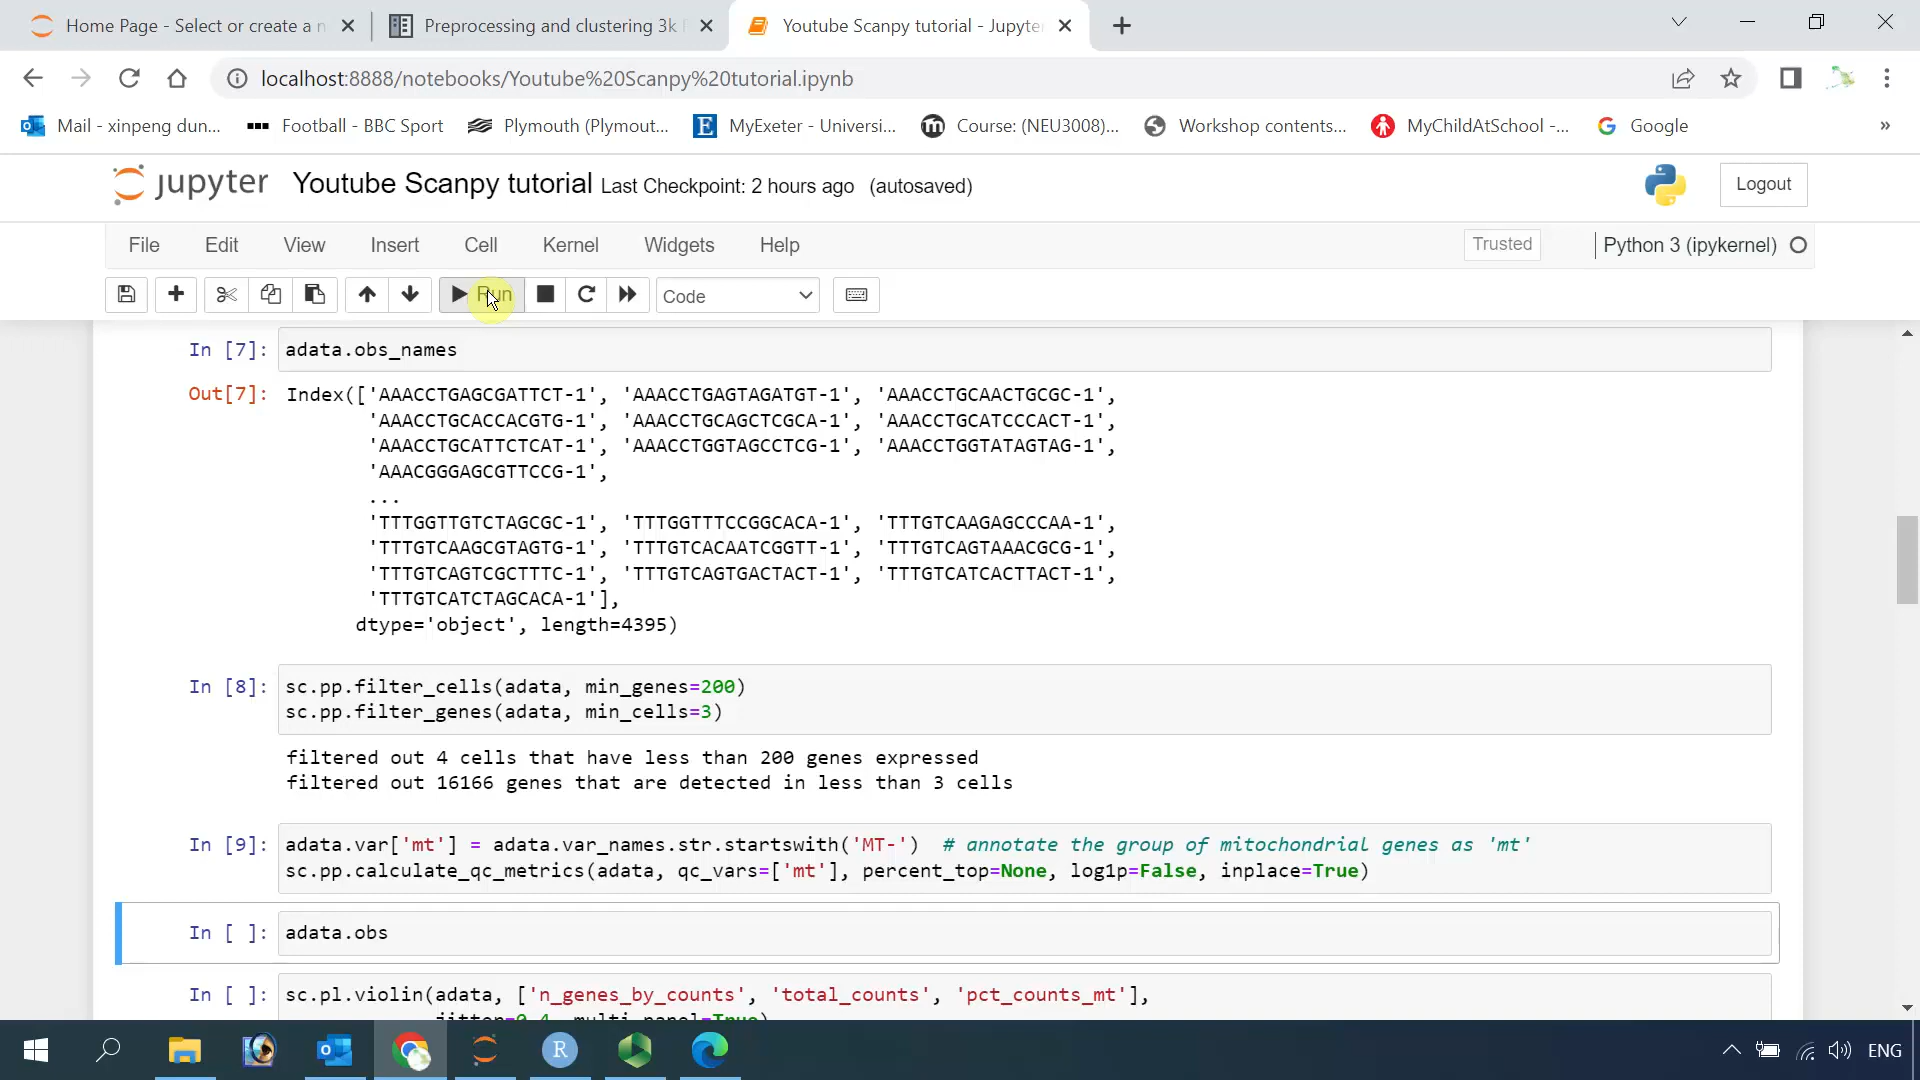 Home Page - Select or create a n
Preprocessing and clustering 3k
Youtube Scanpy tutorial - Jupyte
localhost:8888/notebooks/Youtube%20Scanpy%20tutorial.ipynb
Mail - xinpeng dun...
Football - BBC Sport
Plymouth (Plymout...
MyExeter - Universi...
Course: (NEU3008)...
Workshop contents...
MyChildAtSchool -...
Google
»
jupyter
Youtube Scanpy tutorial Last Checkpoint: 2 hours ago (autosaved)
Logout
File Edit View Insert Cell Kernel Widgets Help
Trusted
Python 3 (ipykernel)
Run
Code
In [7]: adata.obs_names
Out[7]: Index(['AAACCTGAGCGATTCT-1', 'AAACCTGAGTAGATGT-1', 'AAACCTGCAACTGCGC-1',
'AAACCTGCACCACGTG-1', 'AAACCTGCAGCTCGCA-1', 'AAACCTGCATCCCACT-1',
'AAACCTGCATTCTCAT-1', 'AAACCTGGTAGCCTCG-1', 'AAACCTGGTATAGTAG-1',
'AAACGGGAGCGTTCCG-1',
...
'TTTGGTTGTCTAGCGC-1', 'TTTGGTTTCCGGCACA-1', 'TTTGTCAAGAGCCCAA-1',
'TTTGTCAAGCGTAGTG-1', 'TTTGTCACAATCGGTT-1', 'TTTGTCAGTAAACGCG-1',
'TTTGTCAGTCGCTTTC-1', 'TTTGTCAGTGACTACT-1', 'TTTGTCATCACTTACT-1',
'TTTGTCATCTAGCACA-1'],
dtype='object', length=4395)
In [8]: sc.pp.filter_cells(adata, min_genes=200)
sc.pp.filter_genes(adata, min_cells=3)
filtered out 4 cells that have less than 200 genes expressed
filtered out 16166 genes that are detected in less than 3 cells
In [9]: adata.var['mt'] = adata.var_names.str.startswith('MT-')  # annotate the group of mitochondrial genes as 'mt'
sc.pp.calculate_qc_metrics(adata, qc_vars=['mt'], percent_top=None, log1p=False, inplace=True)
In [ ]: adata.obs
In [ ]: sc.pl.violin(adata, ['n_genes_by_counts', 'total_counts', 'pct_counts_mt'],
jitter=0.4, multi_panel=True)
ENG